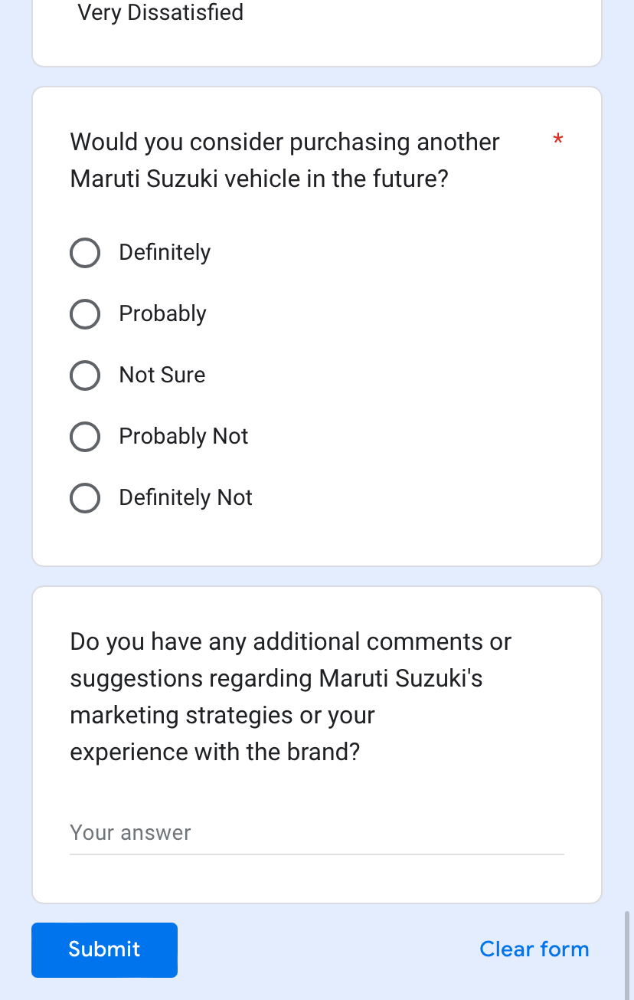 Very Dissatisfied
Would you consider purchasing another *
Maruti Suzuki vehicle in the future?
Definitely
Probably
Not Sure
Probably Not
Definitely Not
Do you have any additional comments or
suggestions regarding Maruti Suzuki's
marketing strategies or your
experience with the brand?
Your answer
Submit
Clear form